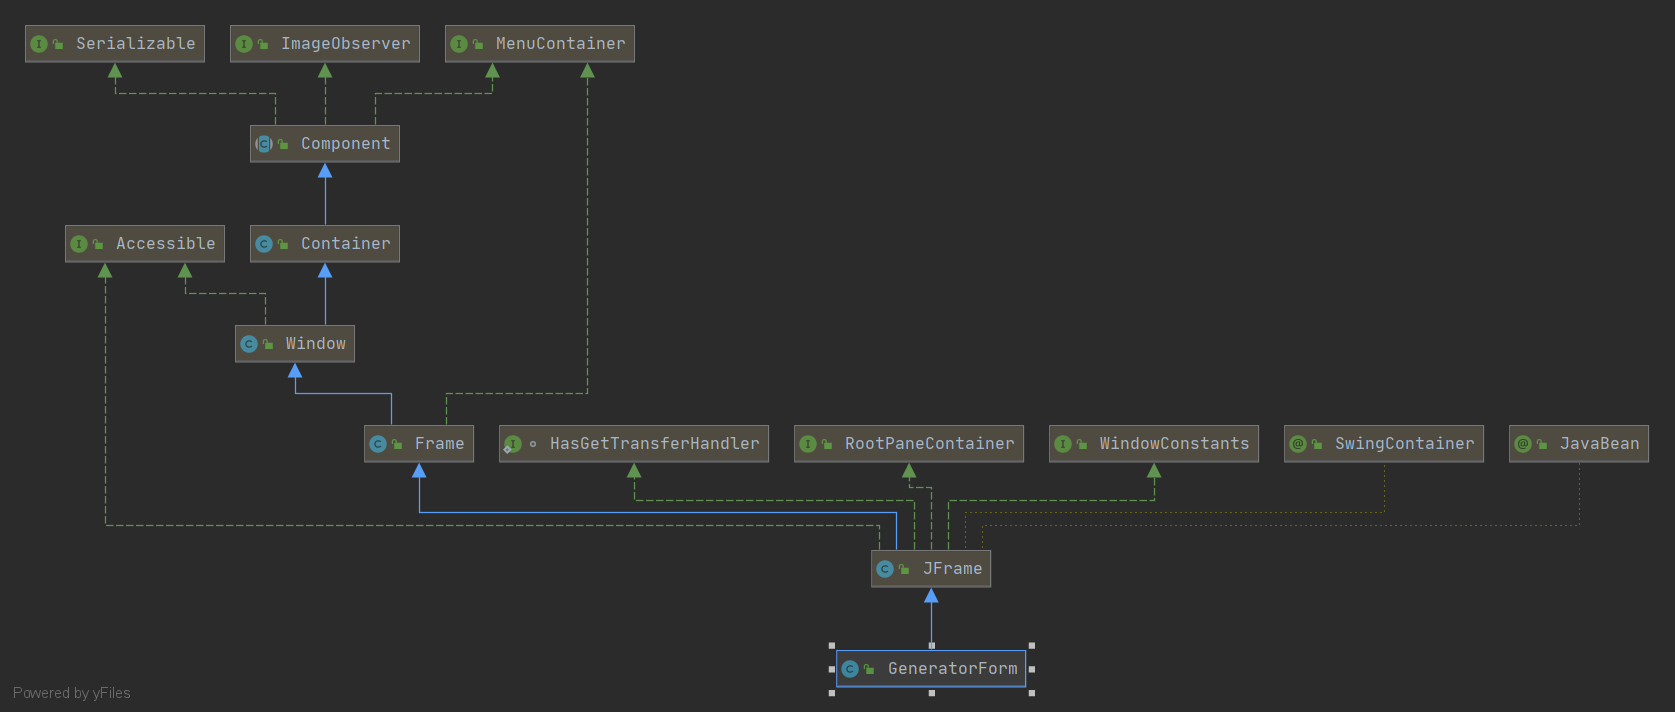 Serializable
ImageObserver
MenuContainer
Component
Accessible
Container
Window
Frame
HasGetTransferHandler
RootPaneContainer
WindowConstants
SwingContainer
JavaBean
JFrame
GeneratorForm
Powered by yFiles